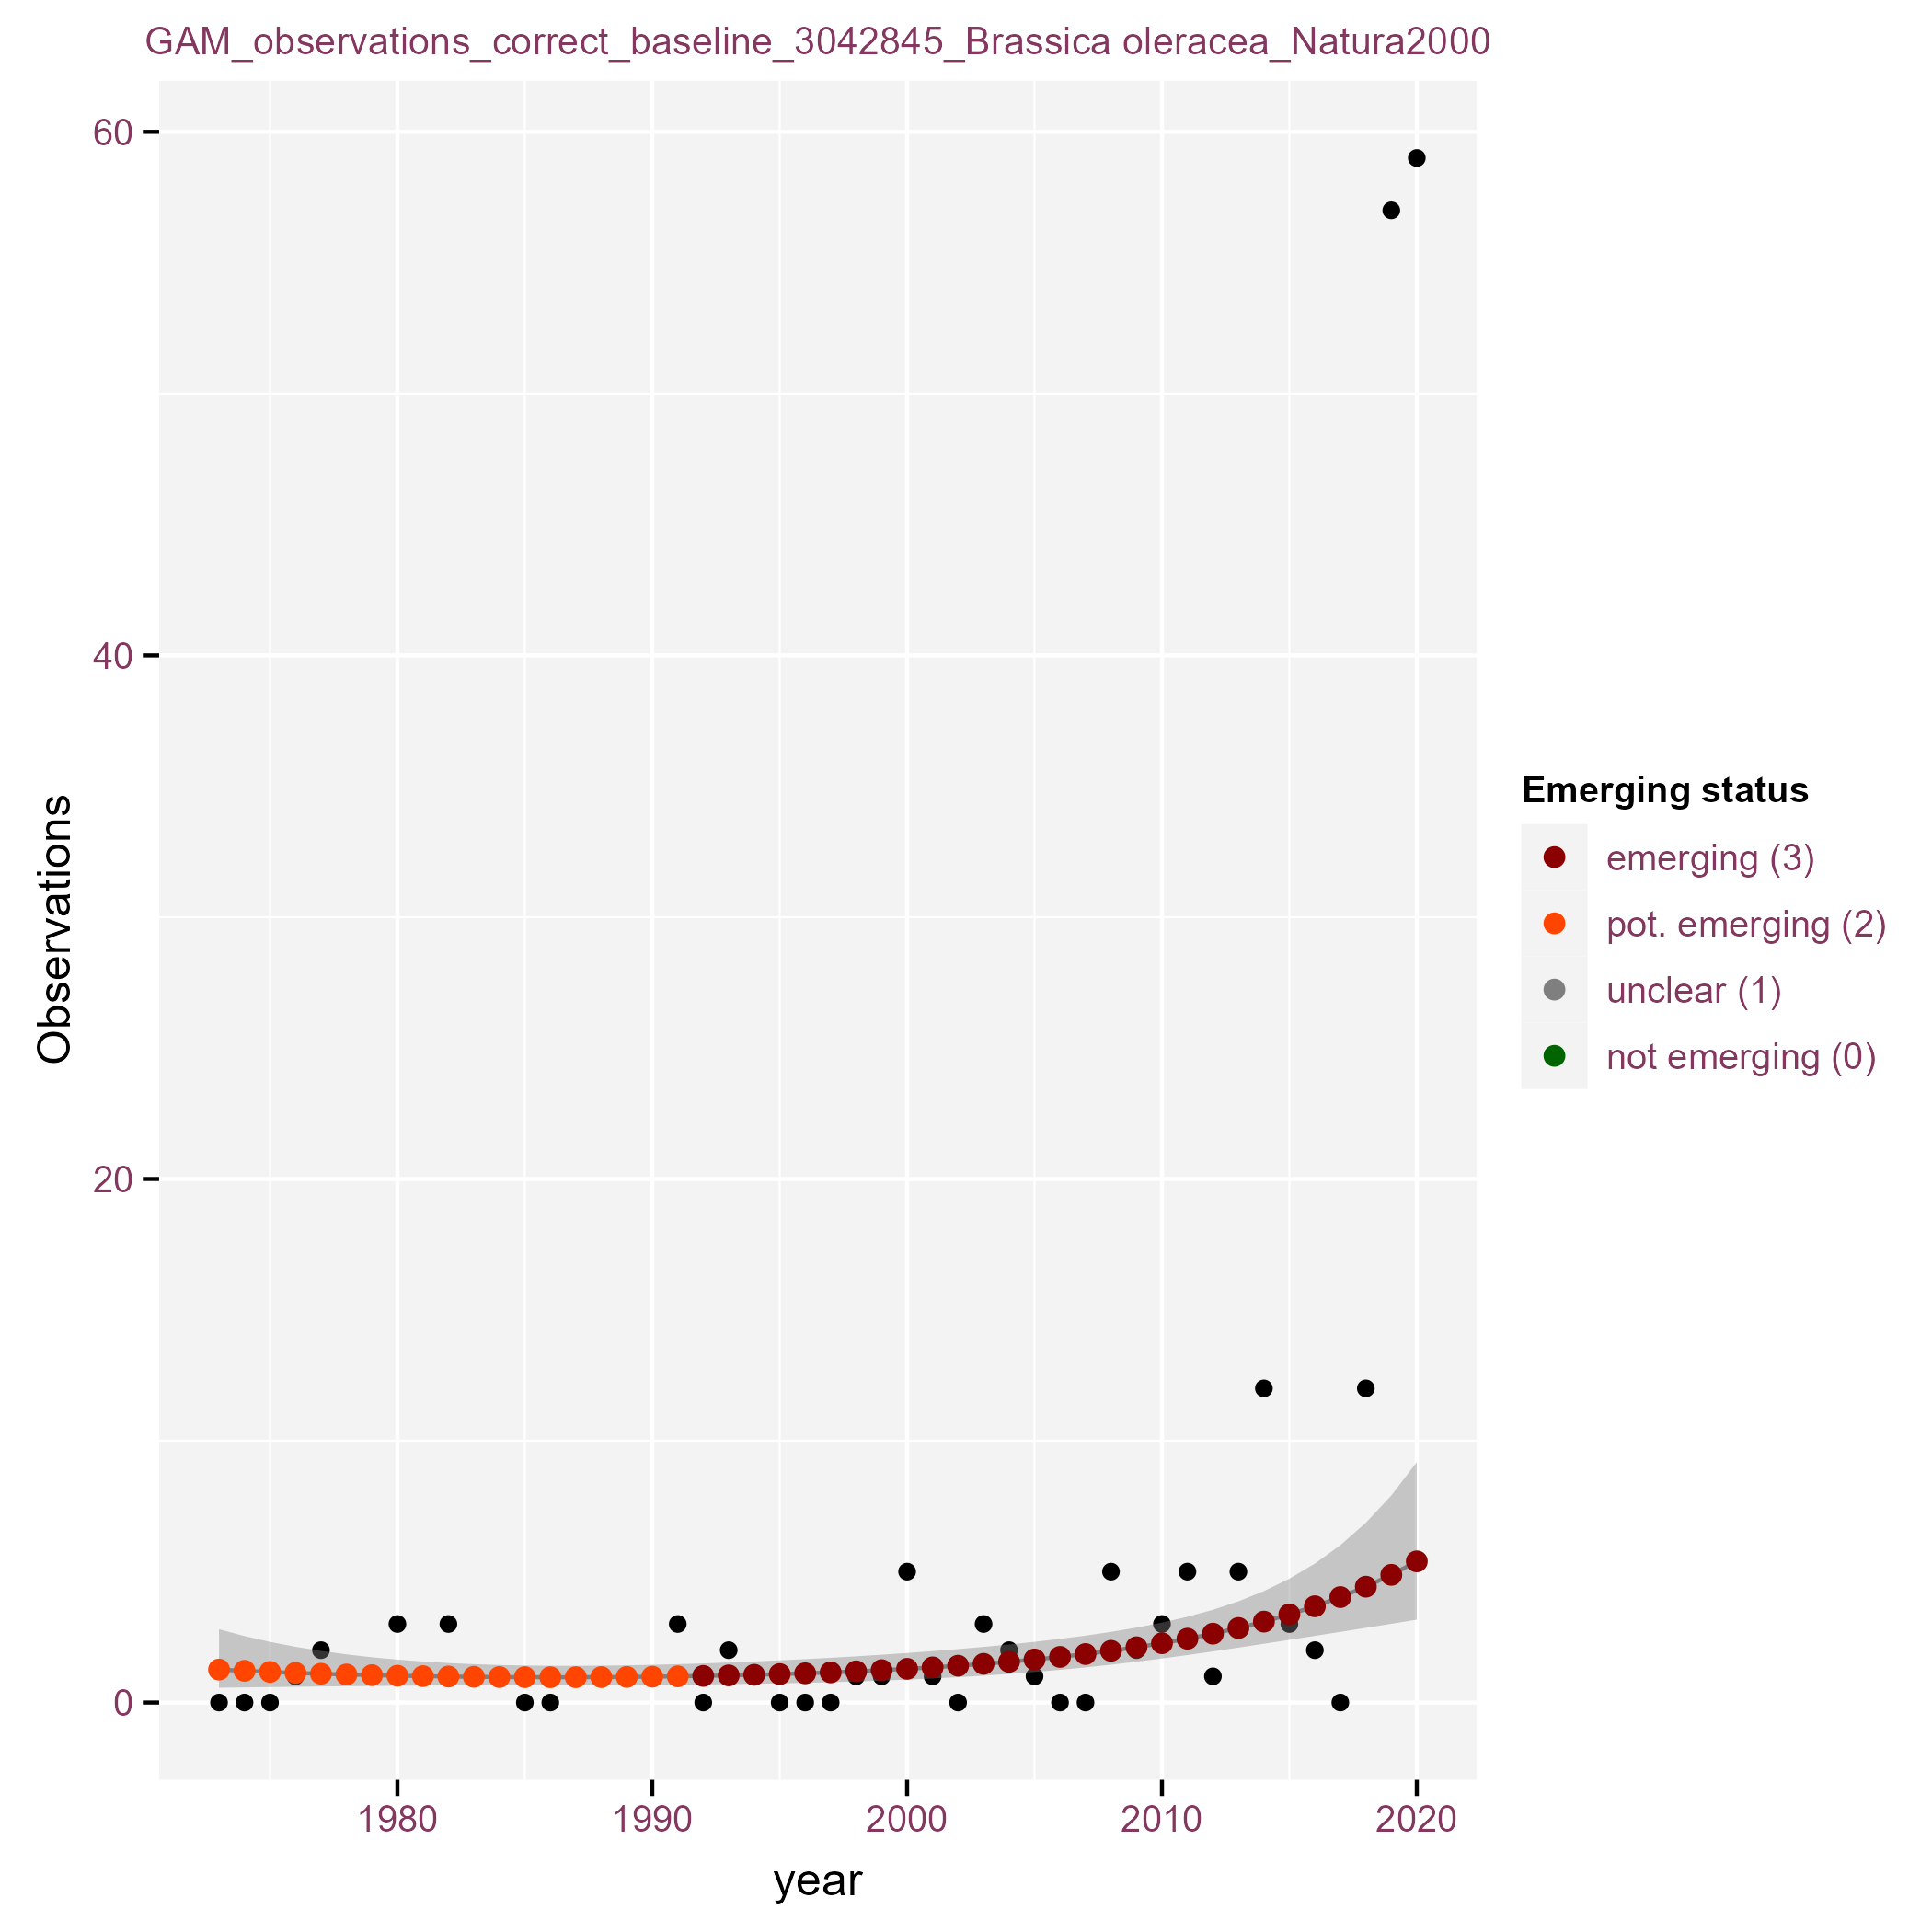 GAM_observations_correct_baseline_3042845_Brassica oleracea_Natura2000
60
40
20
0
Observations
1980
1990
2000
2010
2020
year
Emerging status
emerging (3)
pot. emerging (2)
unclear (1)
not emerging (0)